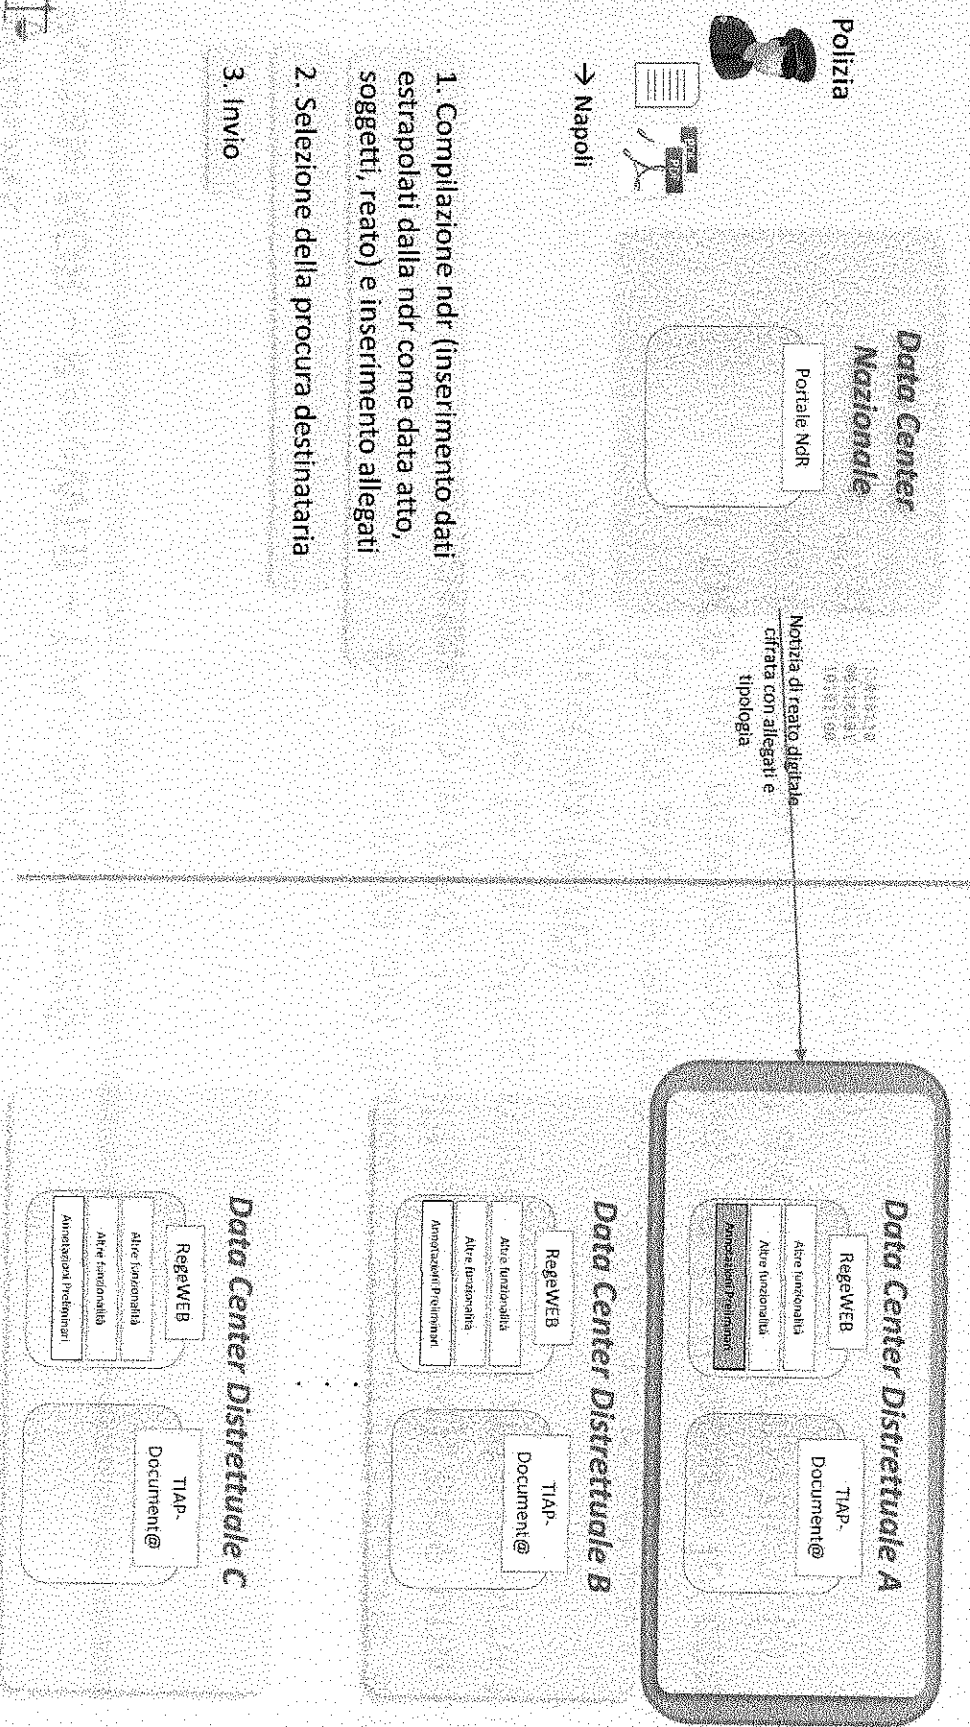 Polizia
PDF
→ Napoli
1. Compilazione ndr (inserimento dati
estrapolati dalla ndr come data atto,
soggetti, reato) e inserimento allegati
2. Selezione della procura destinataria
3. Invio
Data Center
Nazionale
Portale NdR
Notizia di reato digitale
cifrata con allegati e
tipologia
Data Center Distrettuale A
RegeWEB
Altre funzionalità
Altre funzionalità
Annotazioni Preliminari
TIAP-
Document@
Data Center Distrettuale B
RegeWEB
Altre funzionalità
Altre funzionalità
Annotazioni Preliminari
TIAP-
Document@
Data Center Distrettuale C
RegeWEB
Altre funzionalità
Altre funzionalità
Annotazioni Preliminari
TIAP-
Document@